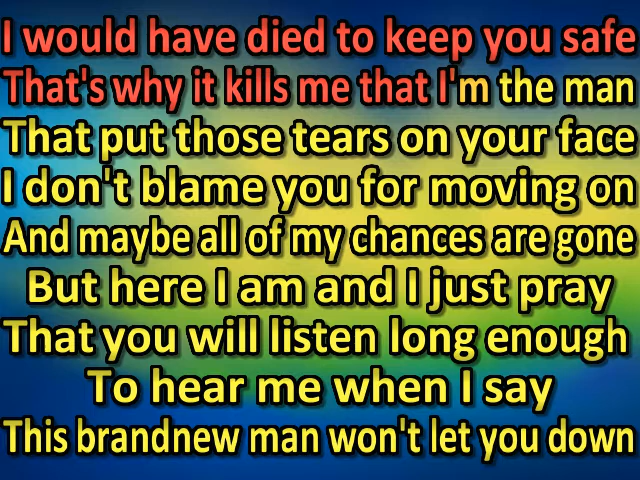 I would have died to keep you safe
That's why it kills me that I'm the man
That put those tears on your face
I don't blame you for moving on
And maybe all of my chances are gone
But here I am and I just pray
That you will listen long enough
To hear me when I say
This brandnew man won't let you down